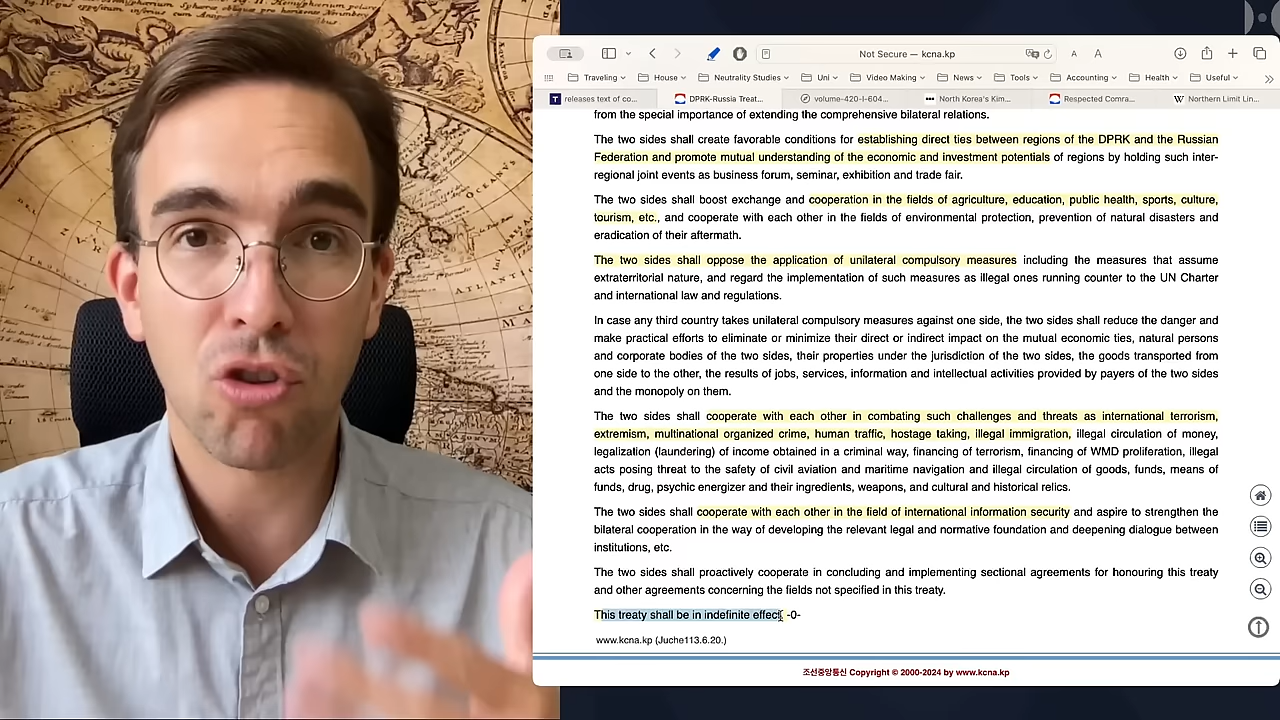 Not Secure — kcna.kp
A A
Traveling House Neutrality Studies Uni Video Making News Tools Accounting Health Useful
releases text of co... DPRK-Russia Treat... volume-420-I-604... North Korea's Kim... Respected Comra... Northern Limit Lin...
from the special importance of extending the comprehensive bilateral relations.
The two sides shall create favorable conditions for establishing direct ties between regions of the DPRK and the Russian
Federation and promote mutual understanding of the economic and investment potentials of regions by holding such inter-
regional joint events as business forum, seminar, exhibition and trade fair.
The two sides shall boost exchange and cooperation in the fields of agriculture, education, public health, sports, culture,
tourism, etc., and cooperate with each other in the fields of environmental protection, prevention of natural disasters and
eradication of their aftermath.
The two sides shall oppose the application of unilateral compulsory measures including the measures that assume
extraterritorial nature, and regard the implementation of such measures as illegal ones running counter to the UN Charter
and international law and regulations.
In case any third country takes unilateral compulsory measures against one side, the two sides shall reduce the danger and
make practical efforts to eliminate or minimize their direct or indirect impact on the mutual economic ties, natural persons
and corporate bodies of the two sides, their properties under the jurisdiction of the two sides, the goods transported from
one side to the other, the results of jobs, services, information and intellectual activities provided by payers of the two sides
and the monopoly on them.
The two sides shall cooperate with each other in combating such challenges and threats as international terrorism,
extremism, multinational organized crime, human traffic, hostage taking, illegal immigration, illegal circulation of money,
legalization (laundering) of income obtained in a criminal way, financing of terrorism, financing of WMD proliferation, illegal
acts posing threat to the safety of civil aviation and maritime navigation and illegal circulation of goods, funds, means of
funds, drug, psychic energizer and their ingredients, weapons, and cultural and historical relics.
The two sides shall cooperate with each other in the field of international information security and aspire to strengthen the
bilateral cooperation in the way of developing the relevant legal and normative foundation and deepening dialogue between
institutions, etc.
The two sides shall proactively cooperate in concluding and implementing sectional agreements for honouring this treaty
and other agreements concerning the fields not specified in this treaty.
This treaty shall be in indefinite effect. -0-
www.kcna.kp (Juche113.6.20.)
조선중앙통신 Copyright © 2000-2024 by www.kcna.kp